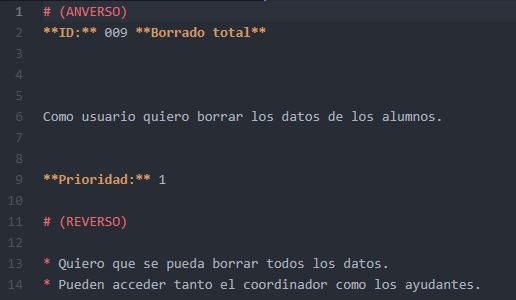 1 # (ANVERSO)
2 **ID:** 009 **Borrado total**
3
4
5
6 Como usuario quiero borrar los datos de los alumnos.
7
8
9 **Prioridad:** 1
10
11 # (REVERSO)
12
13 * Quiero que se pueda borrar todos los datos.
14 * Pueden acceder tanto el coordinador como los ayudantes.